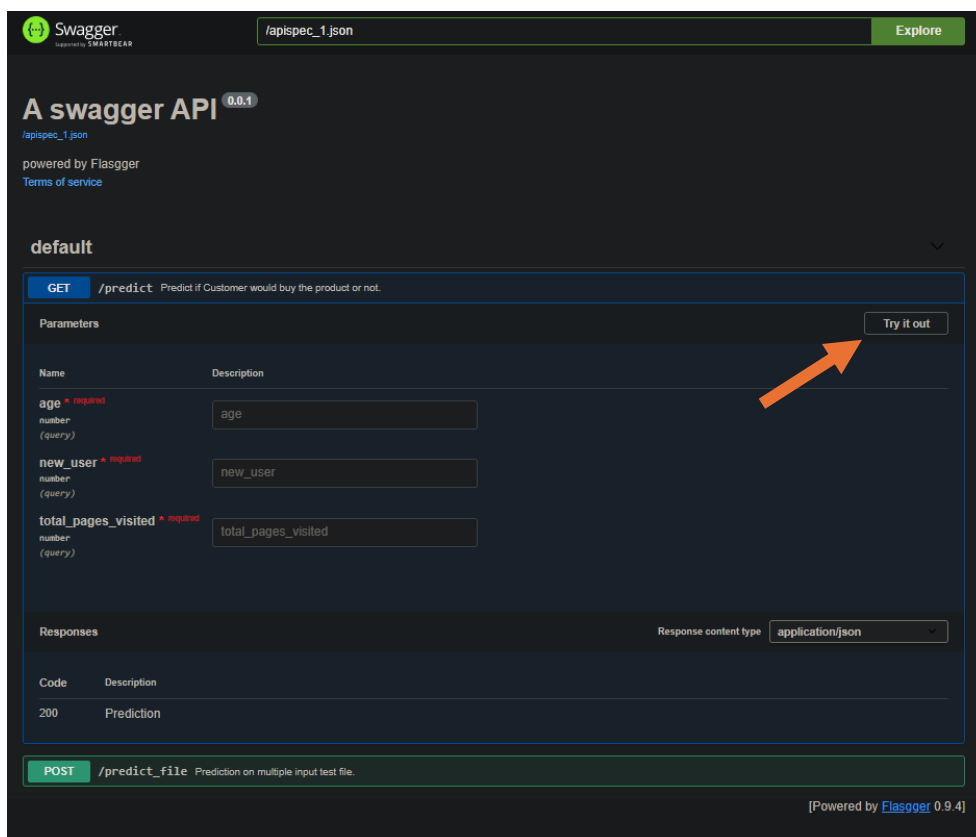 {··} Swagger.
Supported by SMARTBEAR
/apispec_1.json
Explore
A swagger API 0.0.1
/apispec_1.json
powered by Flasgger
Terms of service
default
GET /predict Predict if Customer would buy the product or not.
Parameters
Try it out
Name Description
age * required
number
(query)
age
new_user * required
number
(query)
new_user
total_pages_visited * required
number
(query)
total_pages_visited
Responses
Response content type application/json
Code Description
200 Prediction
POST /predict_file Prediction on multiple input test file.
[Powered by Flasgger 0.9.4]